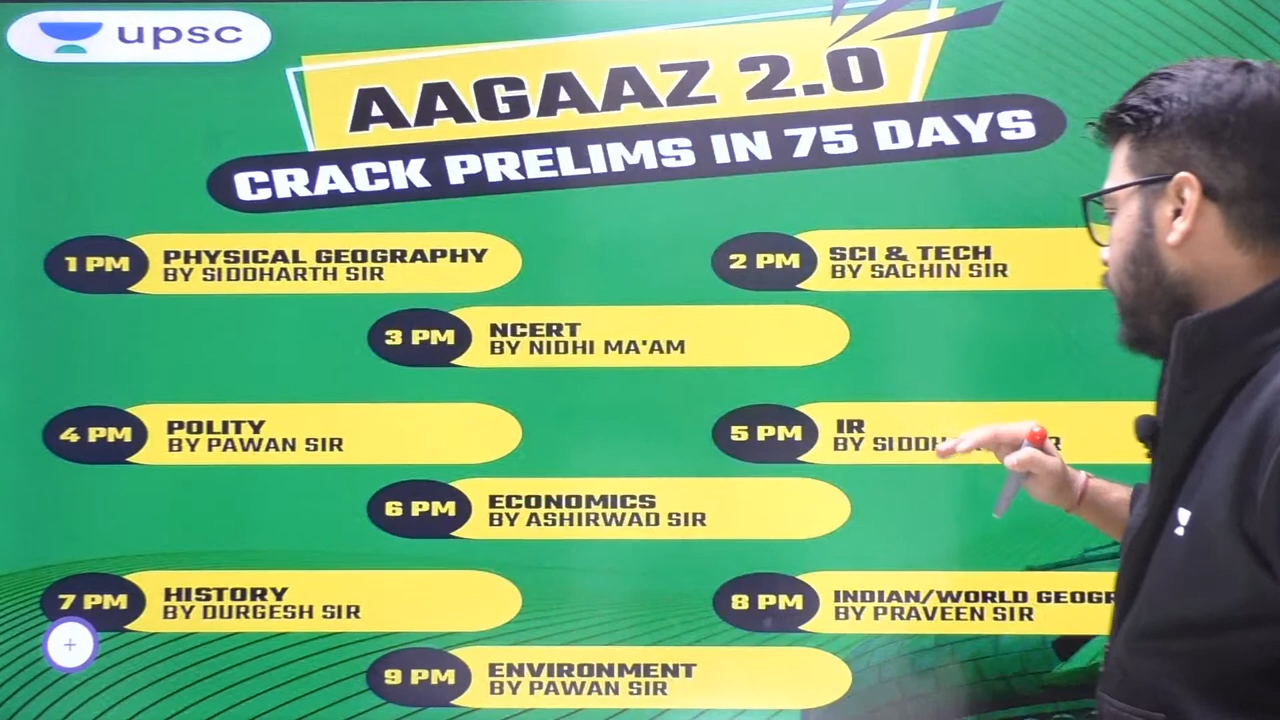 upsc
AAGAAZ 2.0
CRACK PRELIMS IN 75 DAYS
1 PM
PHYSICAL GEOGRAPHY
BY SIDDHARTH SIR
2 PM
SCI & TECH
BY SACHIN SIR
3 PM
NCERT
BY NIDHI MA'AM
4 PM
POLITY
BY PAWAN SIR
5 PM
IR
BY
6 PM
ECONOMICS
BY ASHIRWAD SIR
7 PM
HISTORY
BY DURGESH SIR
8 PM
INDIAN/WORLD
BY PRAVEEN SIR
9 PM
ENVIRONMENT
BY PAWAN SIR